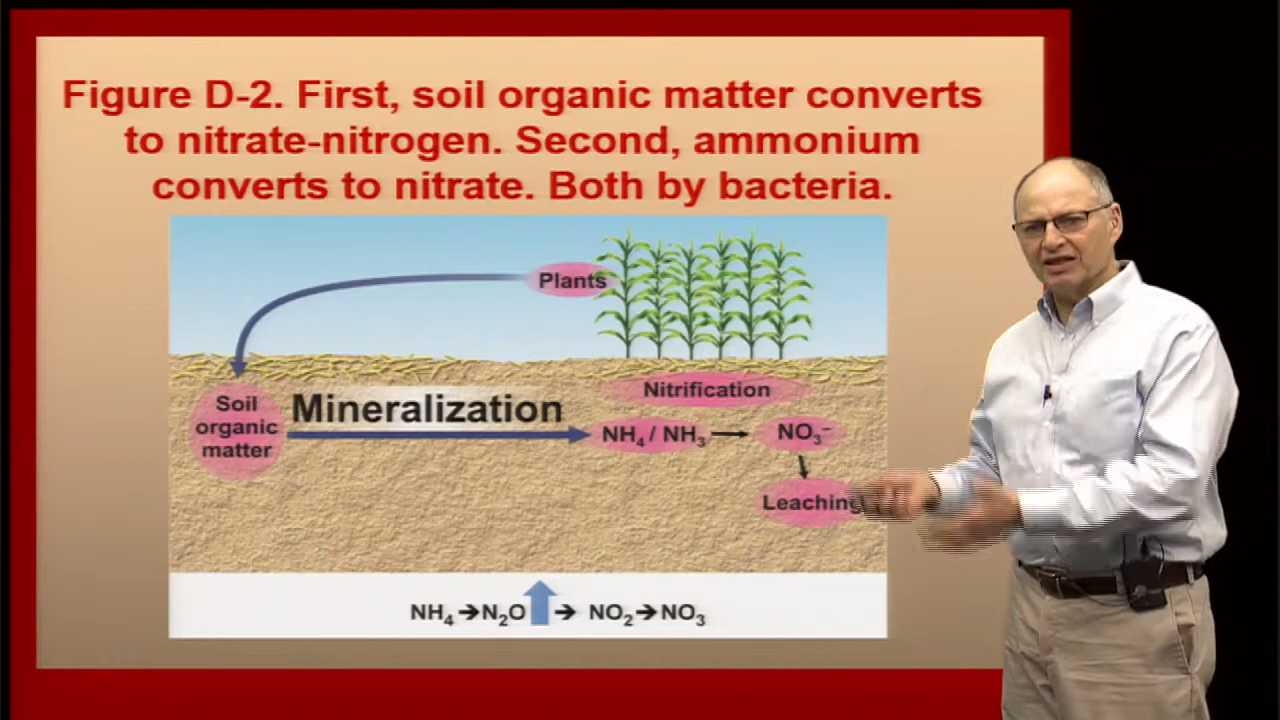 Figure D-2. First, soil organic matter converts
to nitrate-nitrogen. Second, ammonium
converts to nitrate. Both by bacteria.
Plants
Nitrification
Soil
organic
matter
Mineralization
NH₄ / NH₃ → NO₃⁻
Leaching
NH₄ → N₂O → NO₂ → NO₃